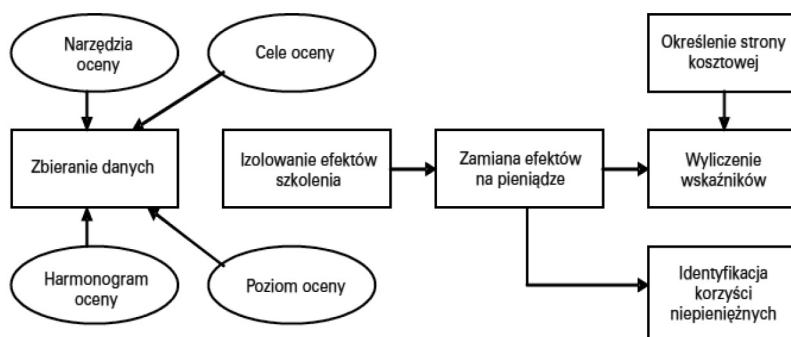 Narzędzia
oceny
Cele oceny
Określenie strony
kosztowej
Zbieranie danych
Izolowanie efektów
szkolenia
Zamiana efektów
na pieniądze
Wyliczenie
wskaźników
Harmonogram
oceny
Poziom oceny
Identyfikacja
korzyści
niepieniężnych